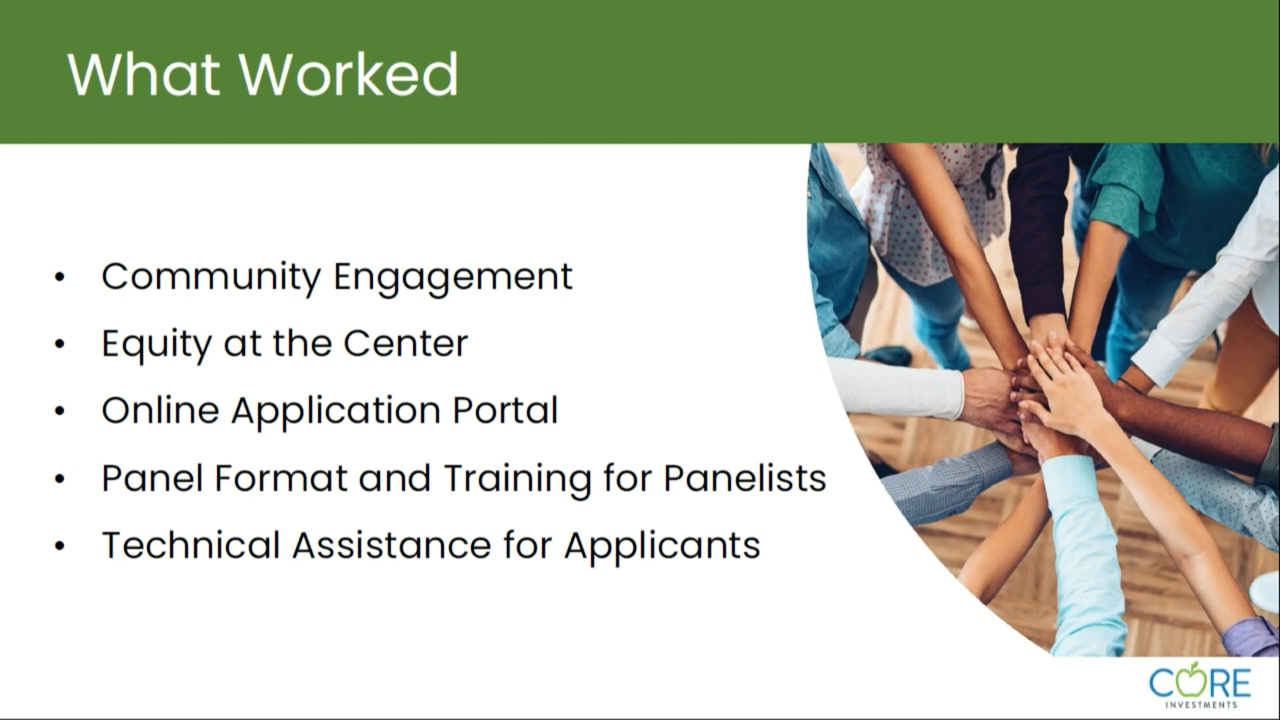 What Worked
• Community Engagement
• Equity at the Center
• Online Application Portal
• Panel Format and Training for Panelists
• Technical Assistance for Applicants
CORE
INVESTMENTS